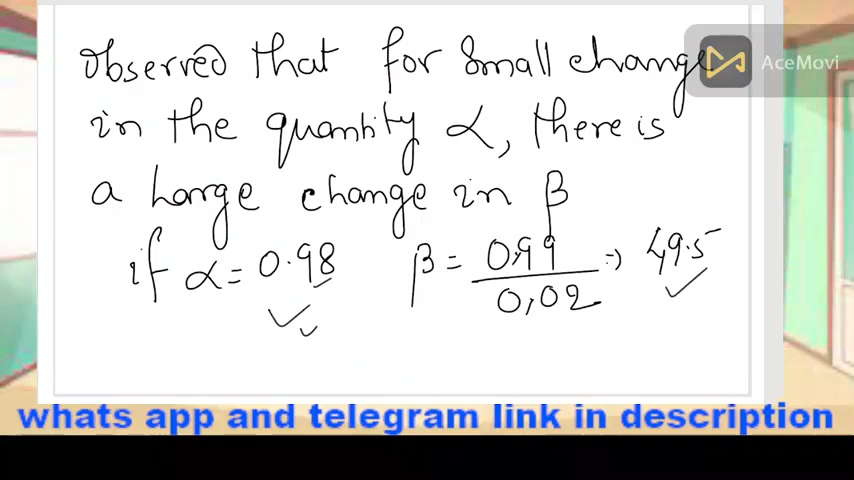 Observed that for Small change
AceMovi
in the quantity α, there is
a Large change in β
if α = 0.98 β = 0.99/0.02 => 49.5
whats app and telegram link in description